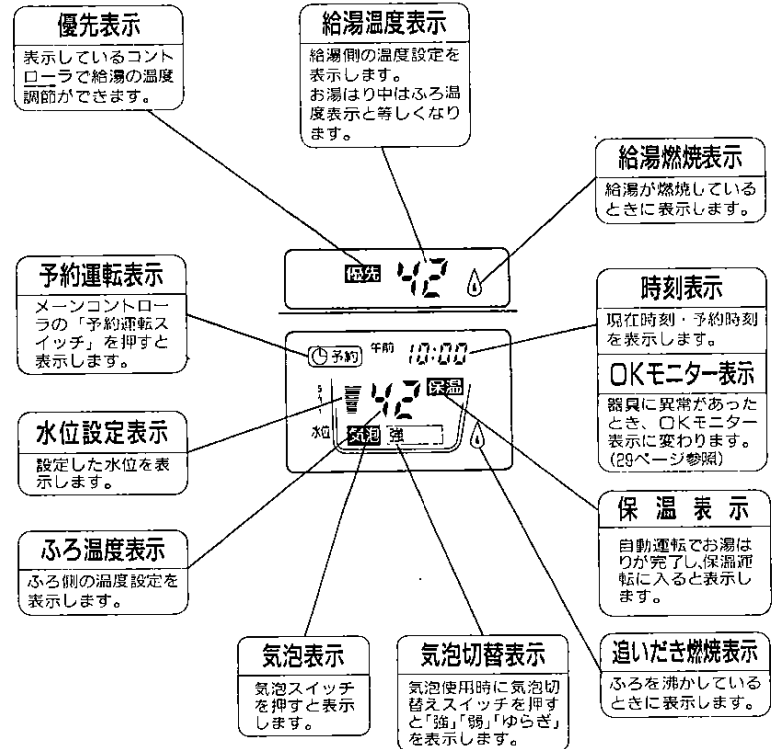 優先表示
表示しているコント
ローラで給湯の温度
調節ができます。
給湯温度表示
給湯側の温度設定を
表示します。
お湯はり中はふろ温
度表示と等しくなり
ます。
給湯燃焼表示
給湯が燃焼している
ときに表示します。
優先 42
予約運転表示
メーンコントロー
ラの「予約運転ス
イッチ」を押すと
表示します。
時刻表示
現在時刻・予約時刻
を表示します。
OKモニター表示
器具に異常があった
とき、OKモニター
表示に変わります。
(29ページ参照)
予約 午前 10:00
42 保温
水位 気泡 強
水位設定表示
設定した水位を表
示します。
保温表示
自動運転でお湯は
りが完了し、保温運
転に入ると表示し
ます。
ふろ温度表示
ふろ側の温度設定を
表示します。
気泡表示
気泡スイッチ
を押すと表示
します。
気泡切替表示
気泡使用時に気泡切
替えスイッチを押す
と「強」「弱」「ゆらぎ」
を表示します。
追いだき燃焼表示
ふろを沸かしている
ときに表示します。